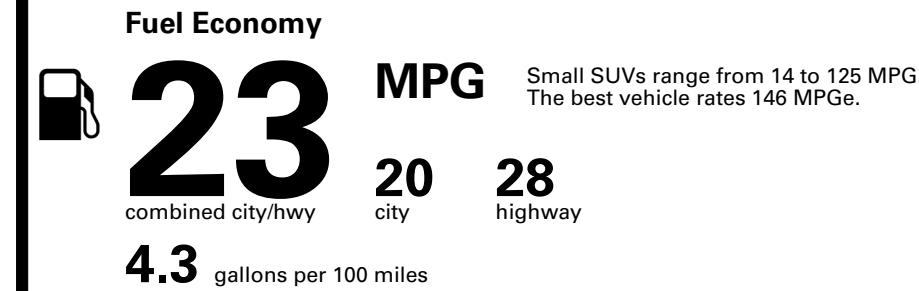 Fuel Economy
23
MPG
Small SUVs range from 14 to 125 MPG
The best vehicle rates 146 MPGe.
combined city/hwy
20
city
28
highway
4.3 gallons per 100 miles